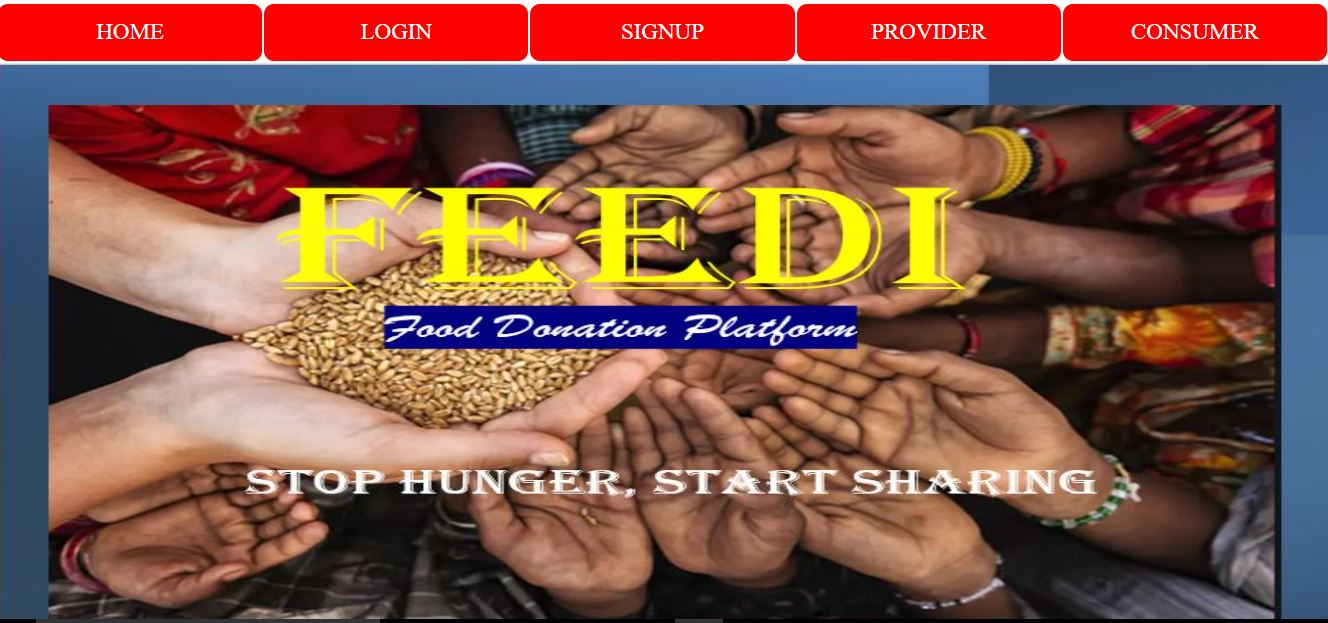 HOME
LOGIN
SIGNUP
PROVIDER
CONSUMER
FEEDI
Food Donation Platform
STOP HUNGER, START SHARING